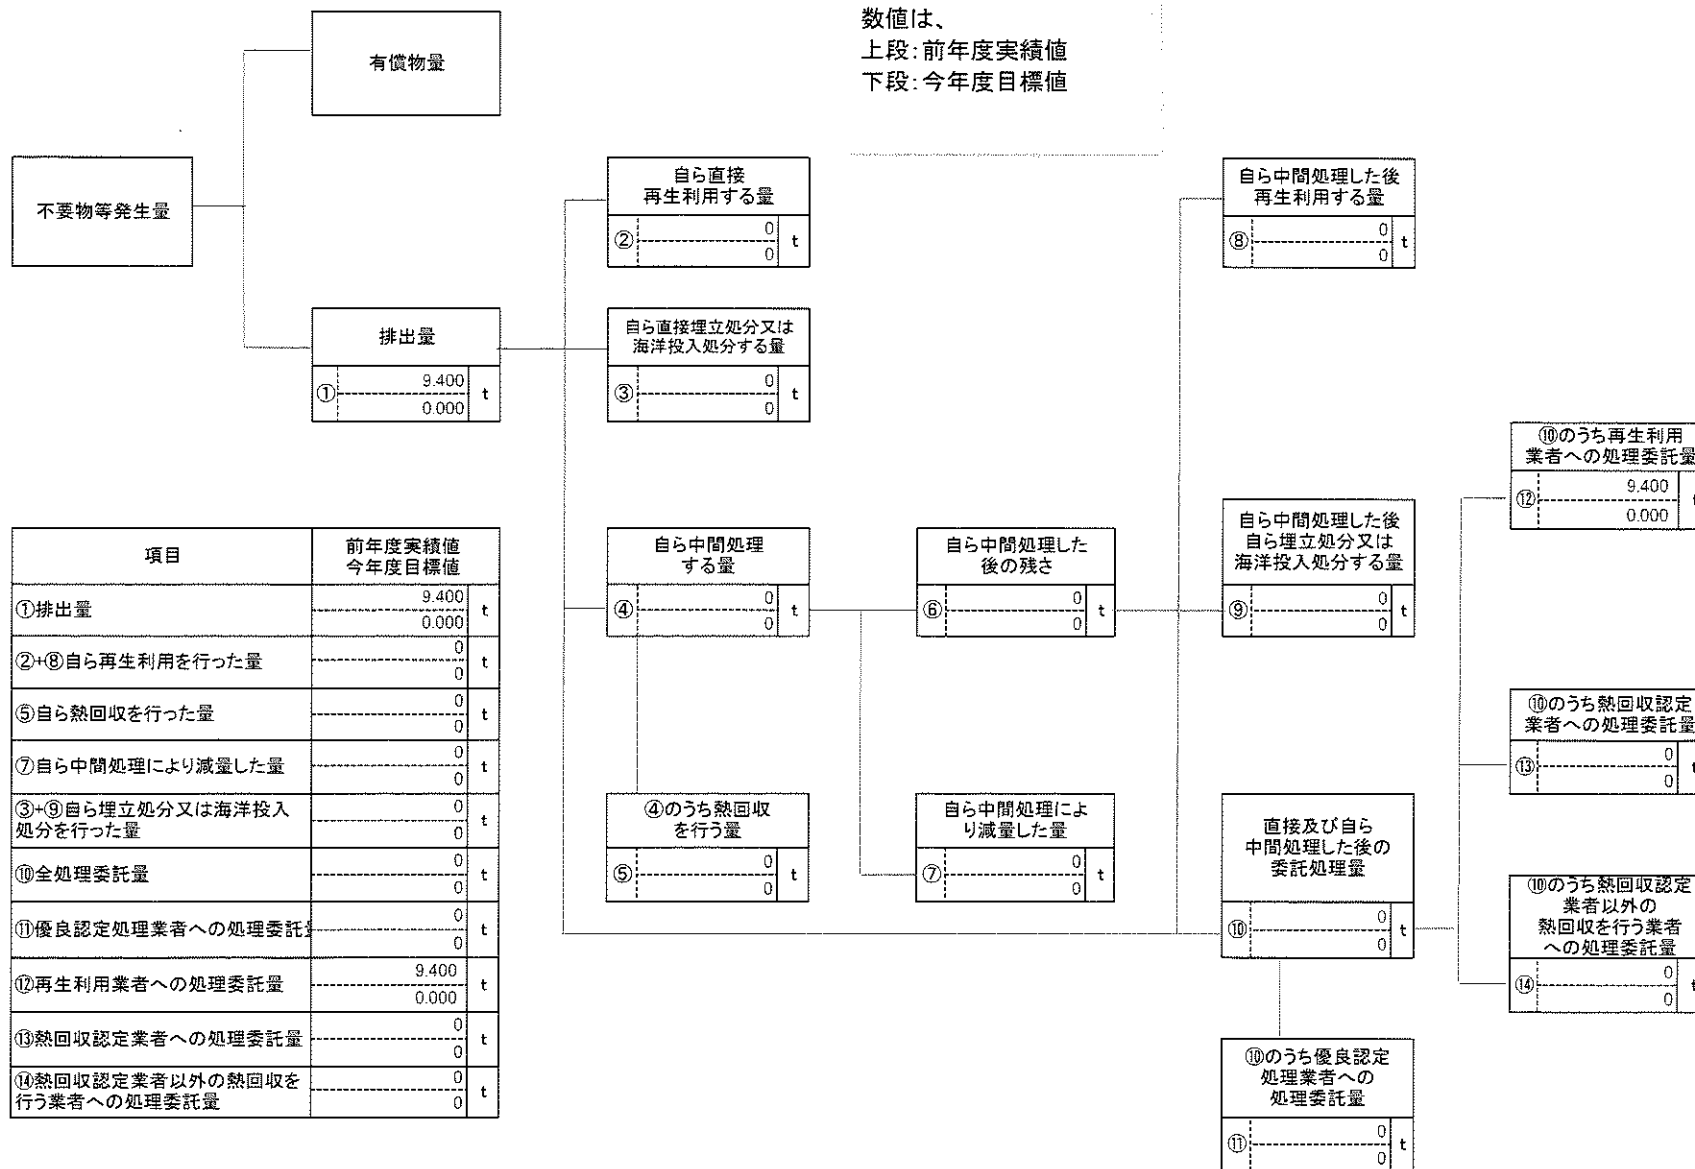 数値は、
上段:前年度実績値
下段:今年度目標値
有償物量
不要物等発生量
排出量
①
9.400
0.000
t
自ら直接
再生利用する量
②
0
0
t
自ら直接埋立処分又は
海洋投入処分する量
③
0
0
t
自ら中間処理
する量
④
0
0
t
④のうち熱回収
を行う量
⑤
0
0
t
自ら中間処理した
後の残さ
⑥
0
0
t
自ら中間処理によ
り減量した量
⑦
0
0
t
自ら中間処理した後
再生利用する量
⑧
0
0
t
自ら中間処理した後
自ら埋立処分又は
海洋投入処分する量
⑨
0
0
t
直接及び自ら
中間処理した後の
委託処理量
⑩
0
0
t
⑩のうち優良認定
処理業者への
処理委託量
⑪
0
0
t
⑩のうち再生利用
業者への処理委託量
⑫
9.400
0.000
⑩のうち熱回収認定
業者への処理委託量
⑬
0
0
⑩のうち熱回収認定
業者以外の
熱回収を行う業者
への処理委託量
⑭
0
0
項目
前年度実績値
今年度目標値
①排出量
9.400
0.000
t
②+⑧自ら再生利用を行った量
0
0
t
⑤自ら熱回収を行った量
0
0
t
⑦自ら中間処理により減量した量
0
0
t
③+⑨自ら埋立処分又は海洋投入
処分を行った量
0
0
t
⑩全処理委託量
0
0
t
⑪優良認定処理業者への処理委託
0
0
t
⑫再生利用業者への処理委託量
9.400
0.000
t
⑬熱回収認定業者への処理委託量
0
0
t
⑭熱回収認定業者以外の熱回収を
行う業者への処理委託量
0
0
t